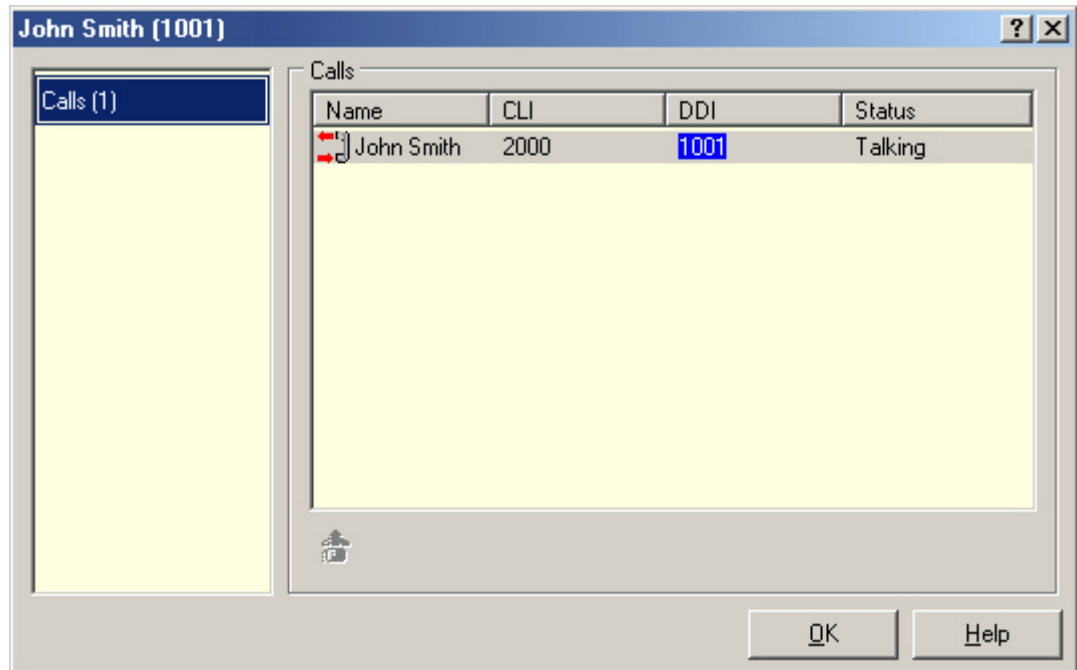 John Smith (1001)
Calls (1)
Calls
Name CLI DDI Status
John Smith 2000 1001 Talking
OK Help